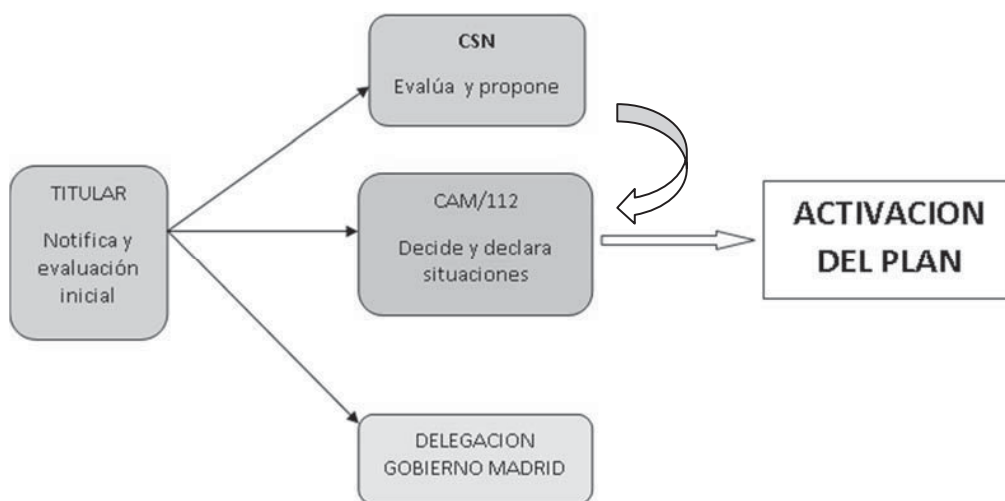 CSN
Evalúa y propone
TITULAR
Notifica y
evaluación
inicial
CAM/112
Decide y declara
situaciones
ACTIVACION
DEL PLAN
DELEGACION
GOBIERNO MADRID